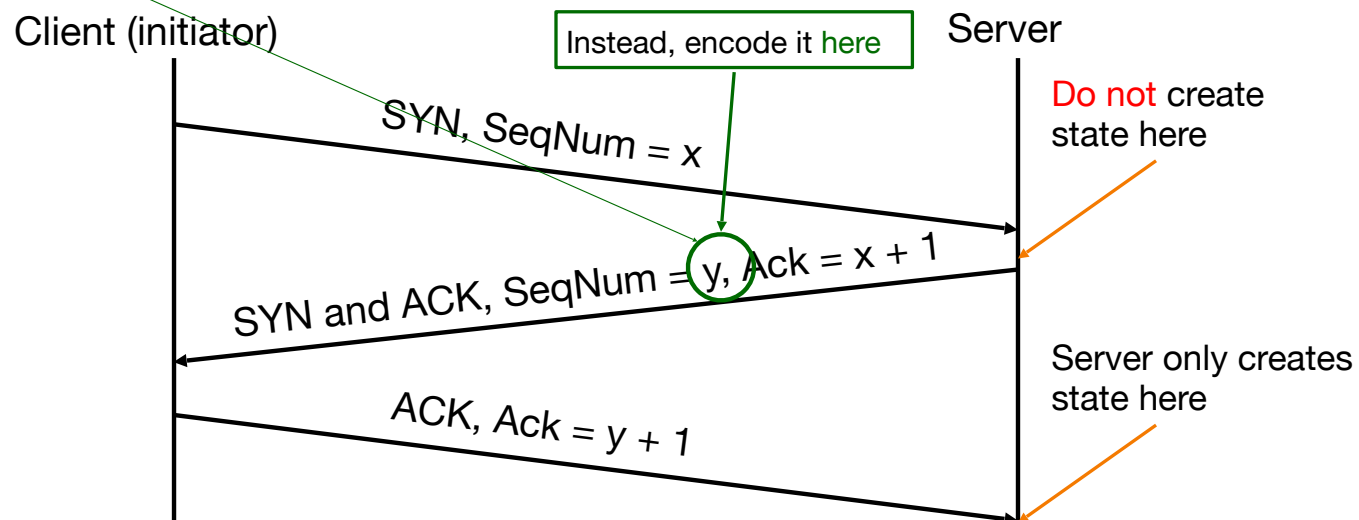 Client (initiator)
Instead, encode it here
Server
Do not create
state here
SYN, SeqNum = x
SYN and ACK, SeqNum = y, Ack = x + 1
Server only creates
state here
ACK, Ack = y + 1